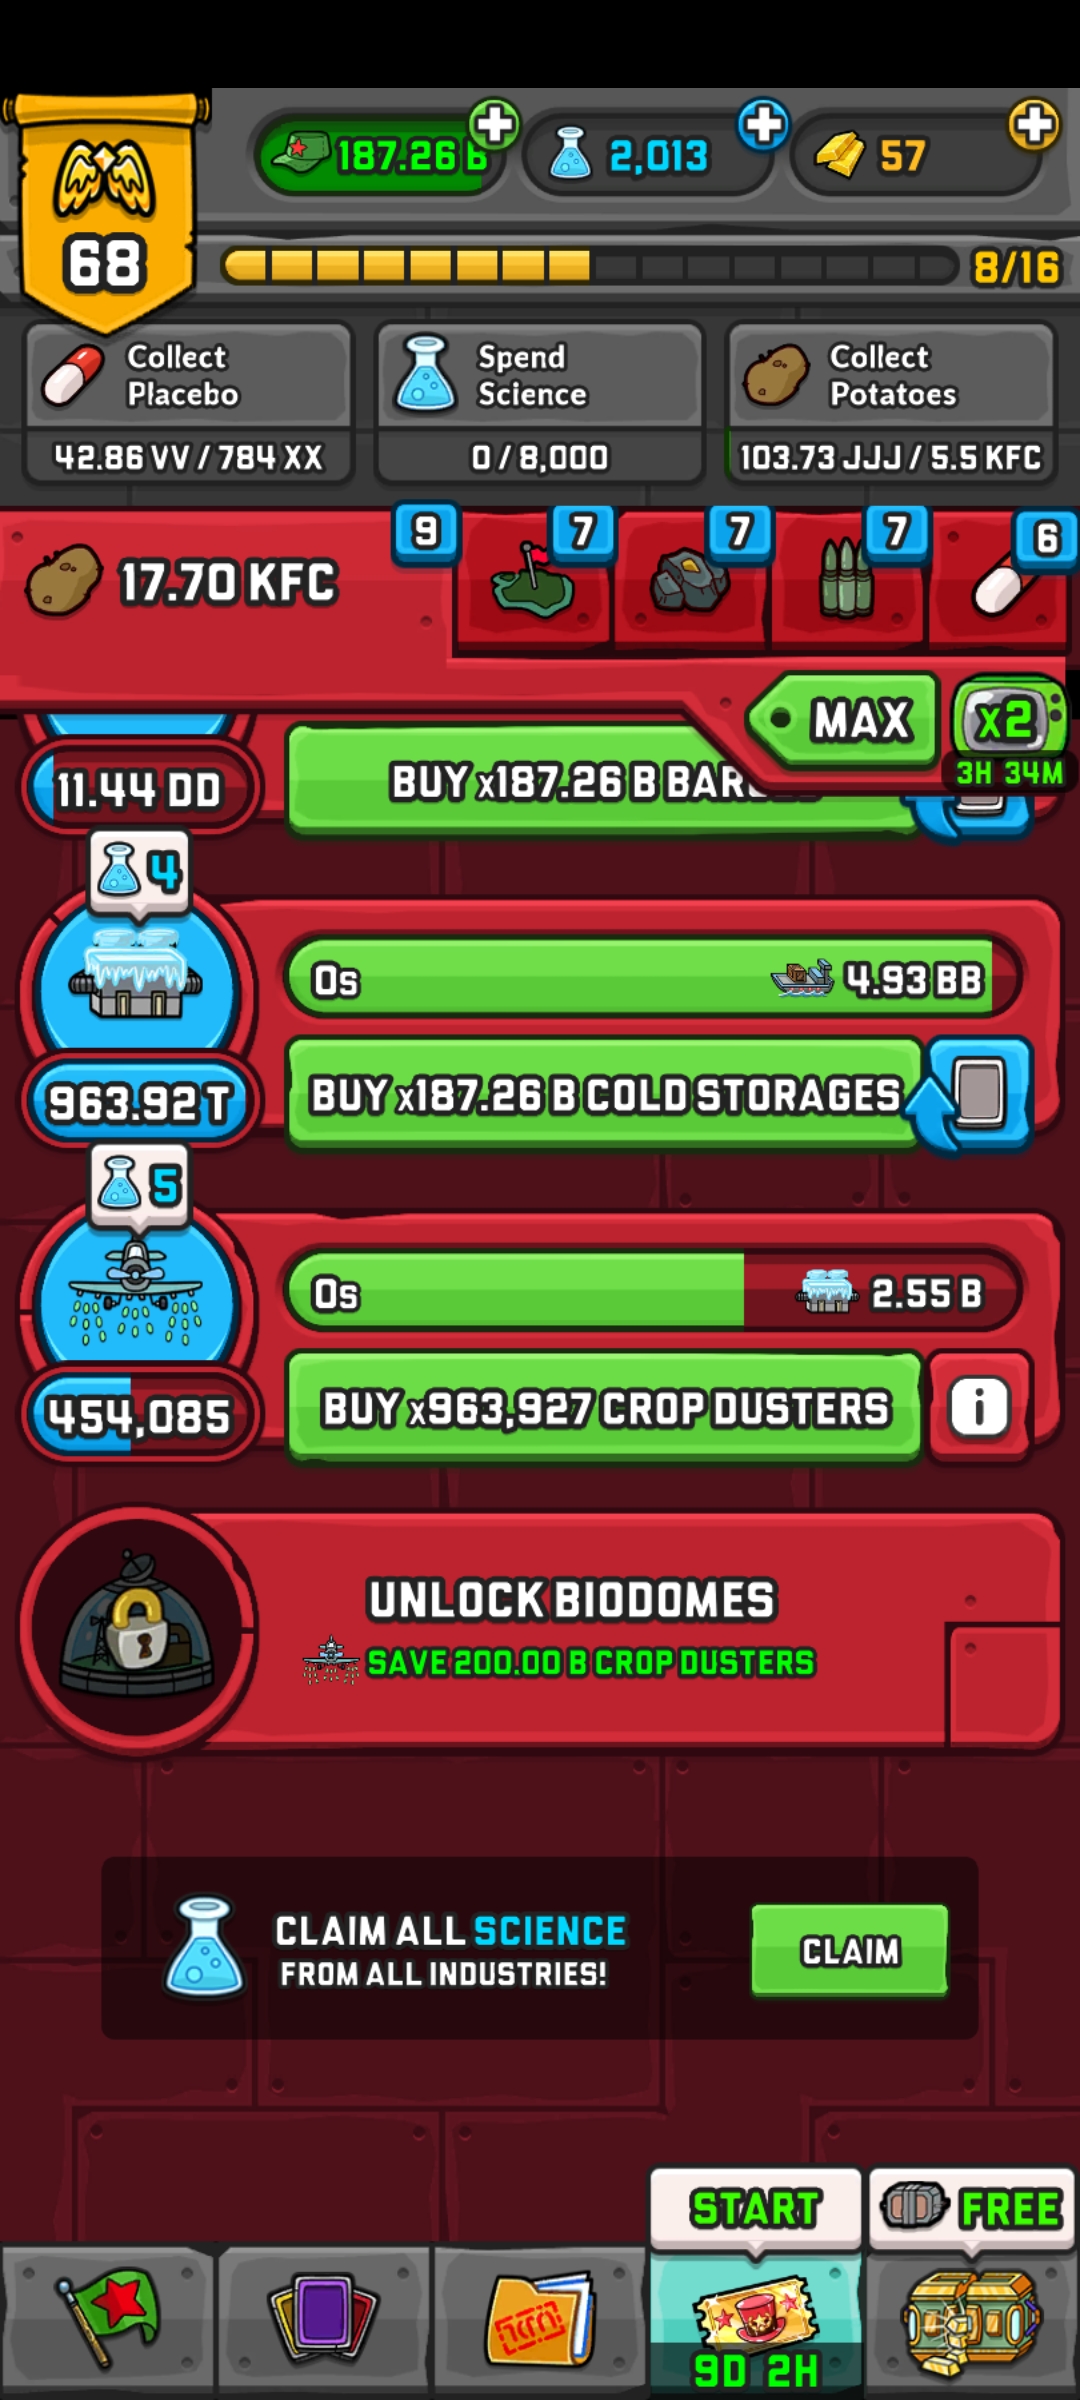 187.26 B
2,013
57
68
8/16
Collect
Placebo
42.86 VV / 784 XX
Spend
Science
0 / 8,000
Collect
Potatoes
103.73 JJJ / 5.5 KFC
17.70 KFC
9
7
7
7
6
MAX
x2
3H 34M
11.44 DD
BUY x187.26 B
4
0s
4.93 BB
963.92 T
BUY x187.26 B COLD STORAGES
5
0s
2.55 B
454,085
BUY x963,927 CROP DUSTERS
i
UNLOCK BIODOMES
SAVE 200.00 B CROP DUSTERS
CLAIM ALL SCIENCE
FROM ALL INDUSTRIES!
CLAIM
START
FREE
9D 2H